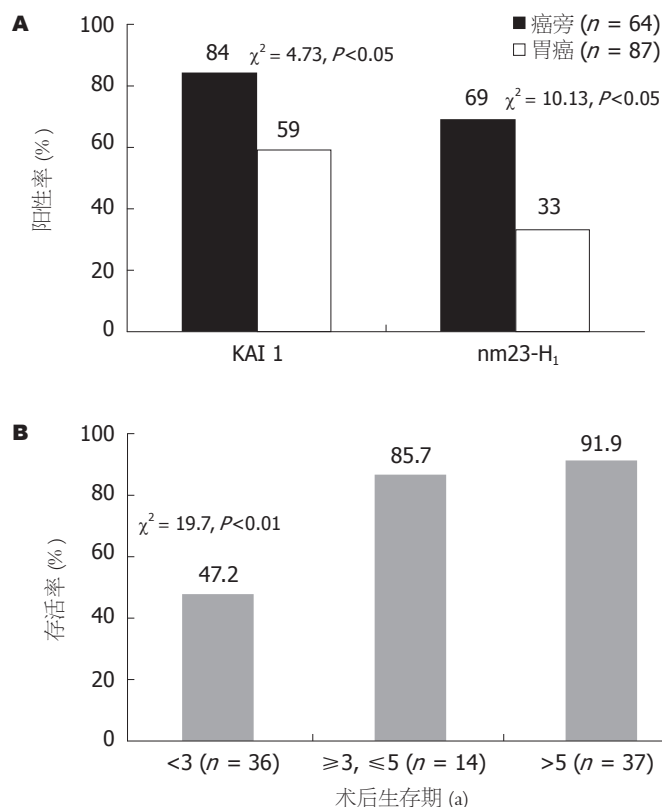 A
癌旁 (n = 64)
胃癌 (n = 87)
阳性率 (%)
100
80
60
40
20
0
84
χ² = 4.73, P<0.05
59
69
χ² = 10.13, P<0.05
33
KAI 1
nm23-H₁
B
存活率 (%)
100
80
60
40
20
0
χ² = 19.7, P<0.01
47.2
85.7
91.9
<3 (n = 36)
≥3, ≤5 (n = 14)
>5 (n = 37)
术后生存期 (a)